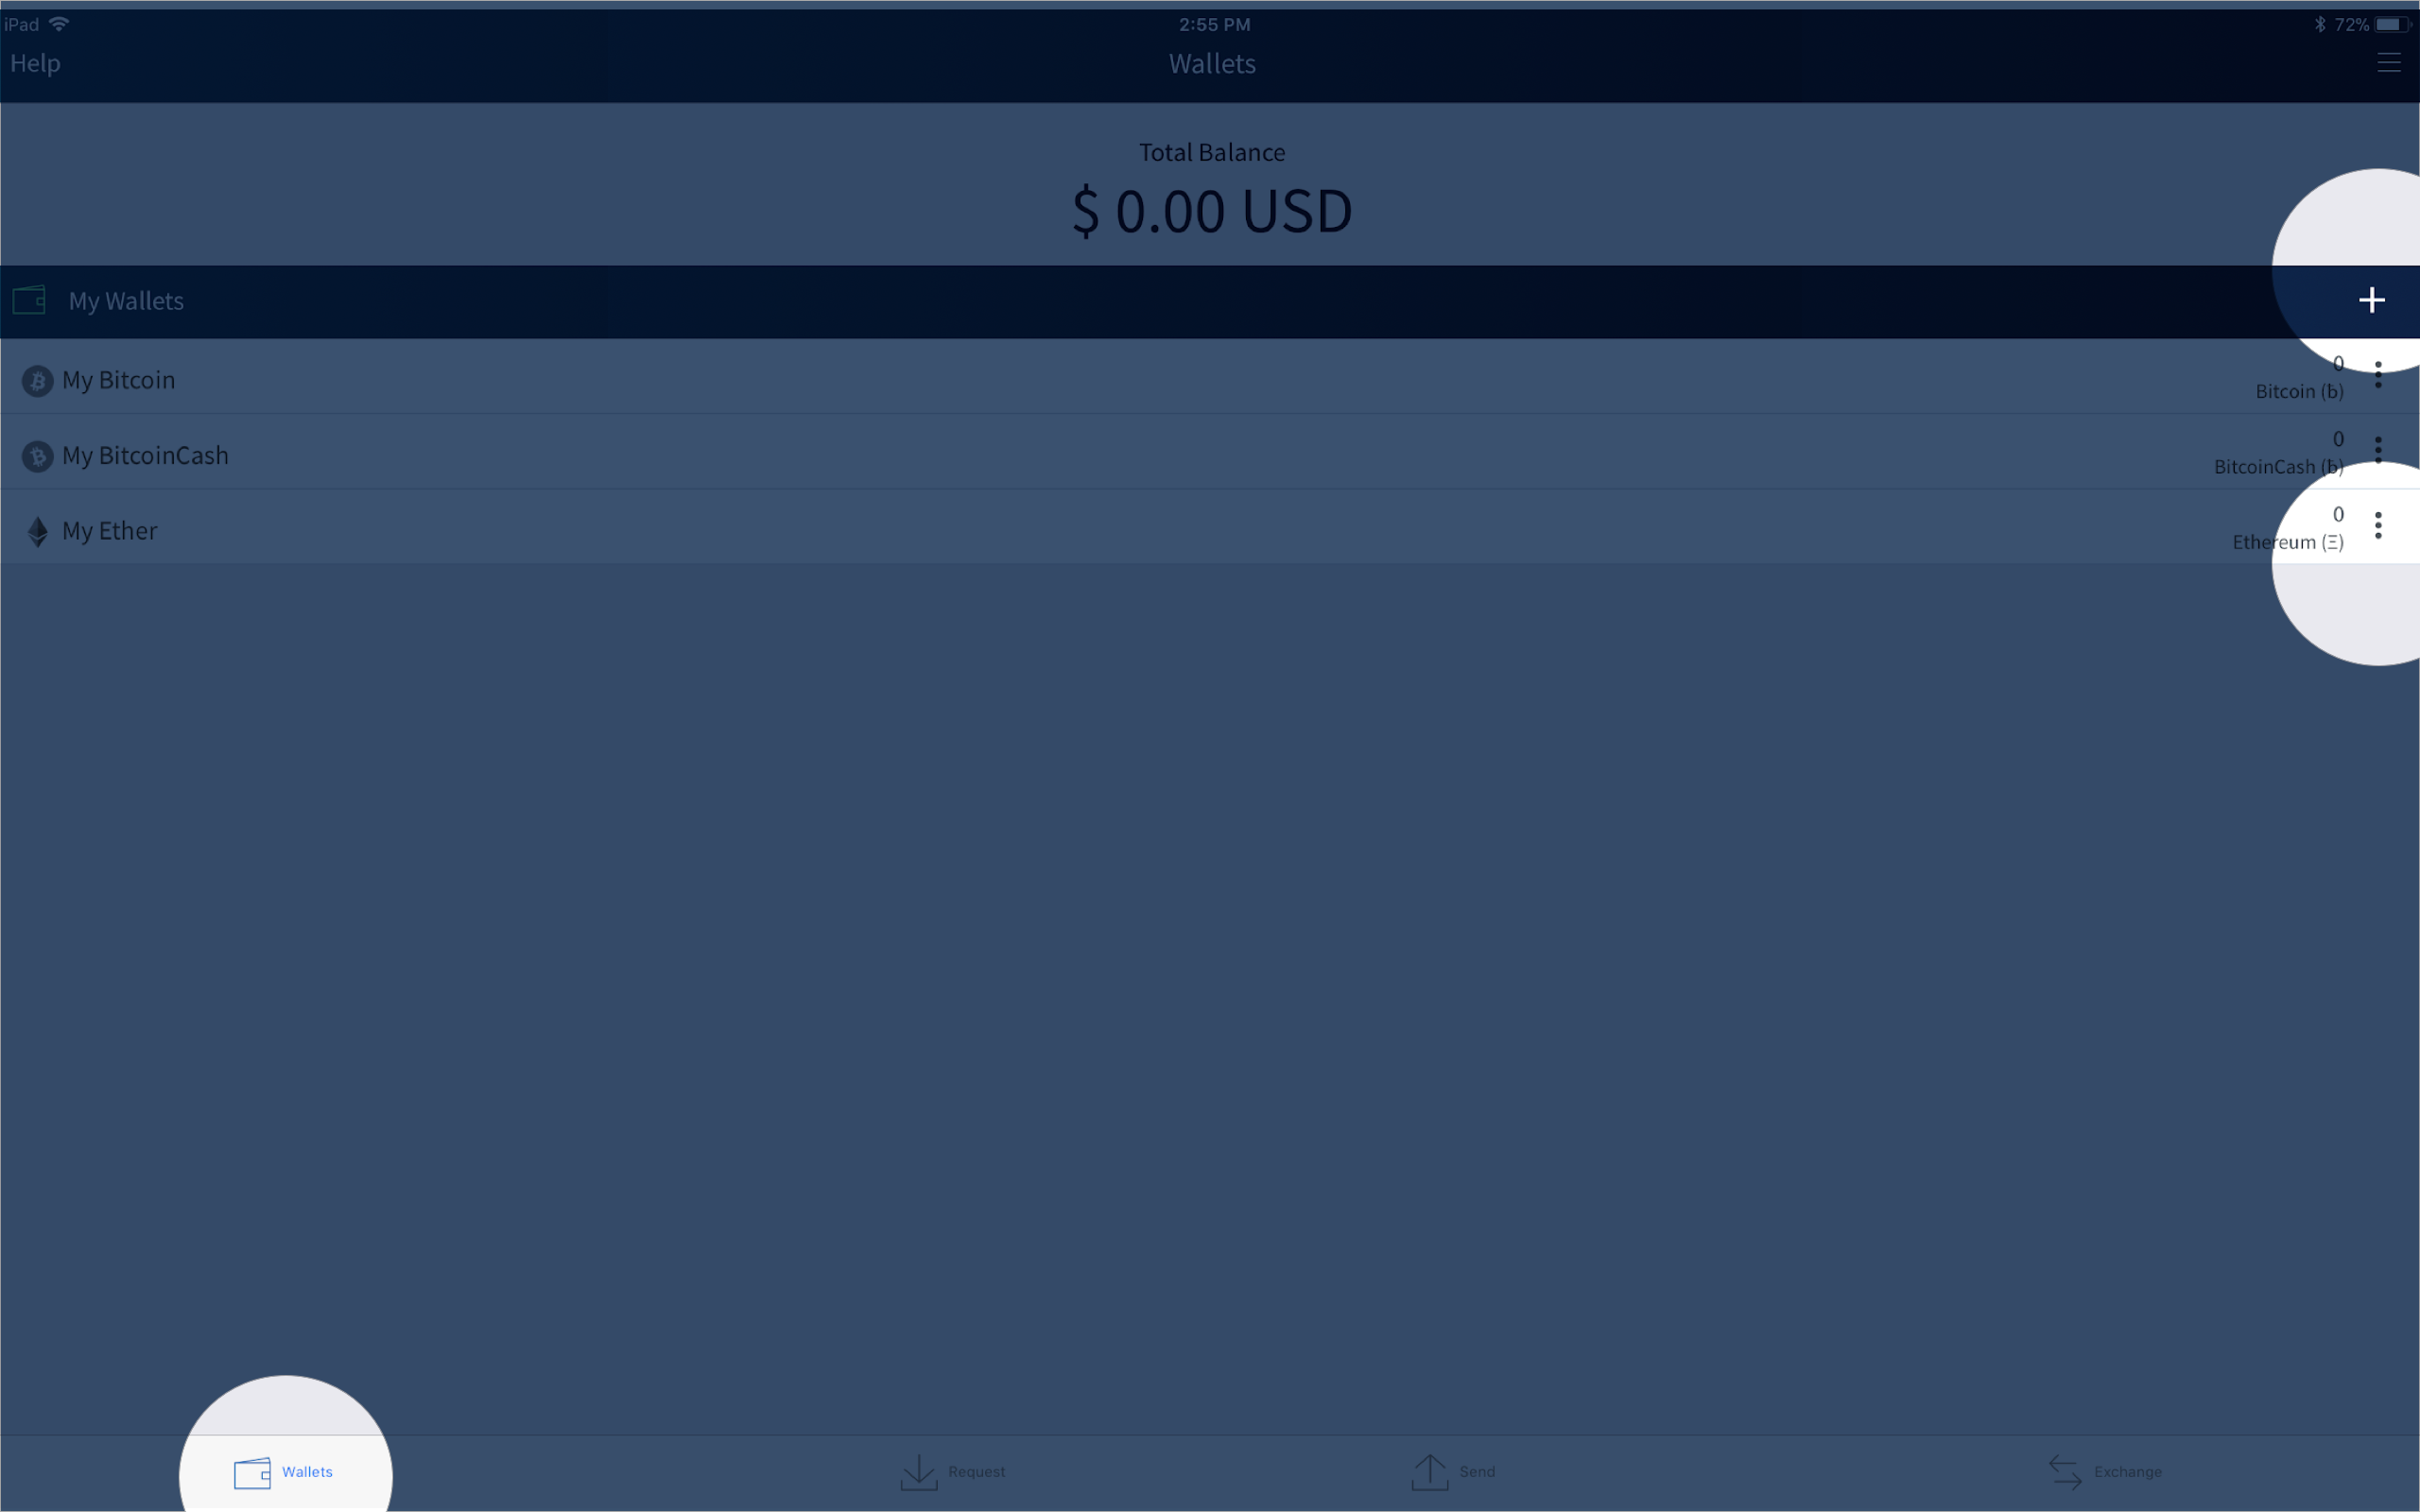 iPad 2:55 PM 72%
Help Wallets
Total Balance
$ 0.00 USD
My Wallets +
My Bitcoin
0
Bitcoin (b)
My BitcoinCash
0
BitcoinCash (b)
My Ether
0
Ethereum (Ξ)
Wallets Request Send Exchange